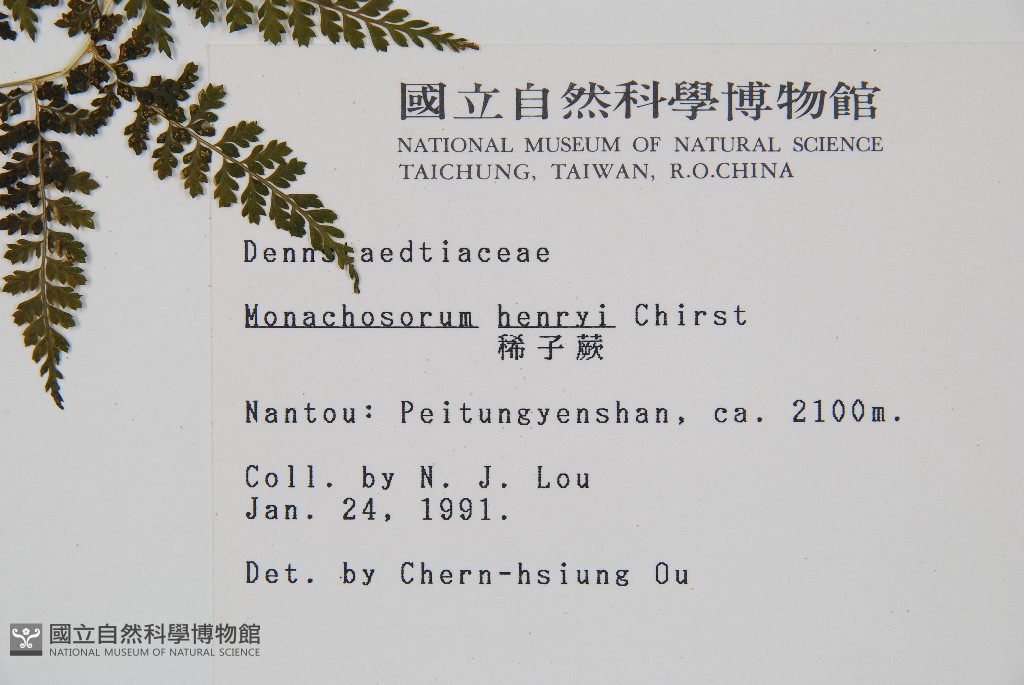 國立自然科學博物館
NATIONAL MUSEUM OF NATURAL SCIENCE
TAICHUNG, TAIWAN, R.O.CHINA
Dennstaedtiaceae
Monachosorum henryi Chirst
稀子蕨
Nantou: Peitungyenshan, ca. 2100m.
Coll. by N. J. Lou
Jan. 24, 1991.
Det. by Chern-hsiung Ou
國立自然科學博物館
NATIONAL MUSEUM OF NATURAL SCIENCE